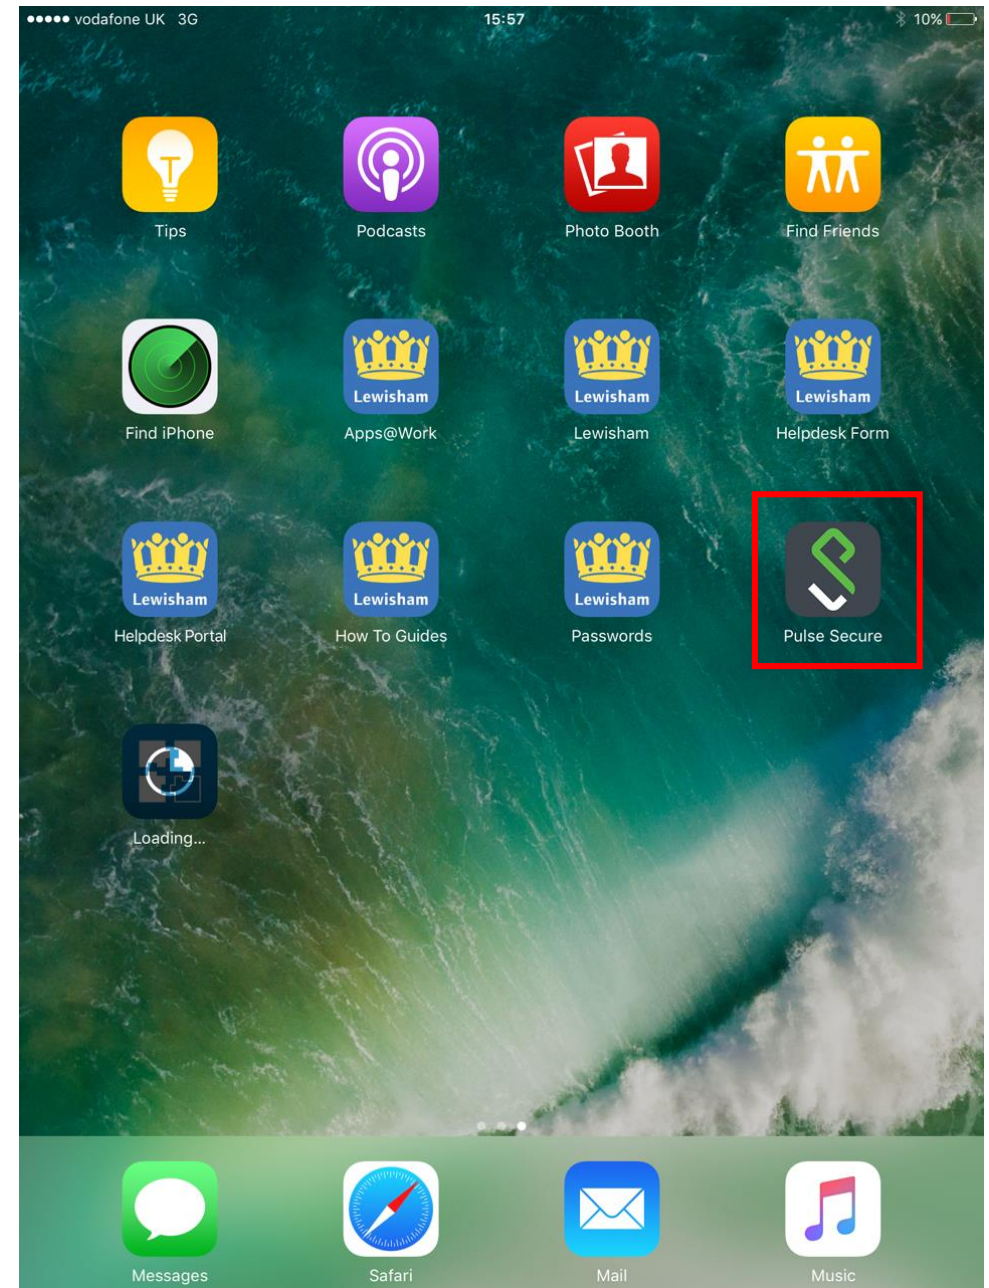 vodafone UK 3G 15:57 10%
Tips Podcasts Photo Booth Find Friends
Lewisham Lewisham Lewisham
Find iPhone Apps@Work Lewisham Helpdesk Form
Lewisham Lewisham Lewisham
Helpdesk Portal How To Guides Passwords Pulse Secure
Loading...
Messages Safari Mail Music